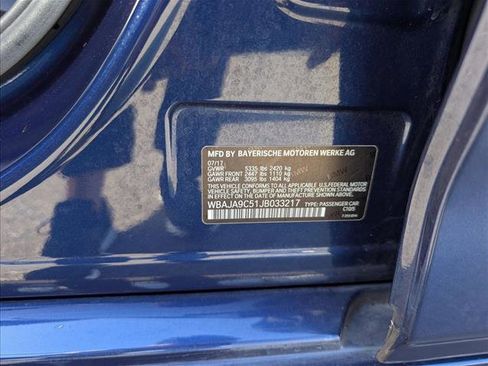 MFD BY BAYERISCHE MOTOREN WERKE AG
07/17
GVWR 5335 lbs 2420 kg
GAWR FRONT 2447 lbs 1110 kg
GAWR REAR 3095 lbs 1404 kg
THIS VEHICLE CONFORMS TO ALL APPLICABLE U.S. FEDERAL MOTOR
VEHICLE SAFETY, BUMPER AND THEFT PREVENTION STANDARDS
IN EFFECT ON THE DATE OF MANUFACTURE SHOWN ABOVE.
WBAJA9C51JB033217 TYPE: PASSENGER CAR